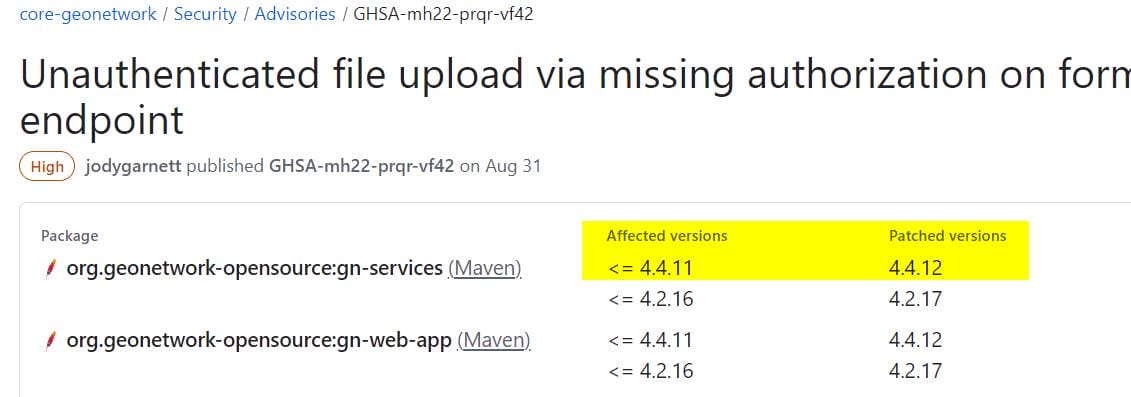 core-geonetwork / Security / Advisories / GHSA-mh22-prqr-vf42
Unauthenticated file upload via missing authorization on form
endpoint
High jodygarnett published GHSA-mh22-prqr-vf42 on Aug 31
Package Affected versions Patched versions
org.geonetwork-opensource:gn-services (Maven) <= 4.4.11 4.4.12
<= 4.2.16 4.2.17
org.geonetwork-opensource:gn-web-app (Maven) <= 4.4.11 4.4.12
<= 4.2.16 4.2.17